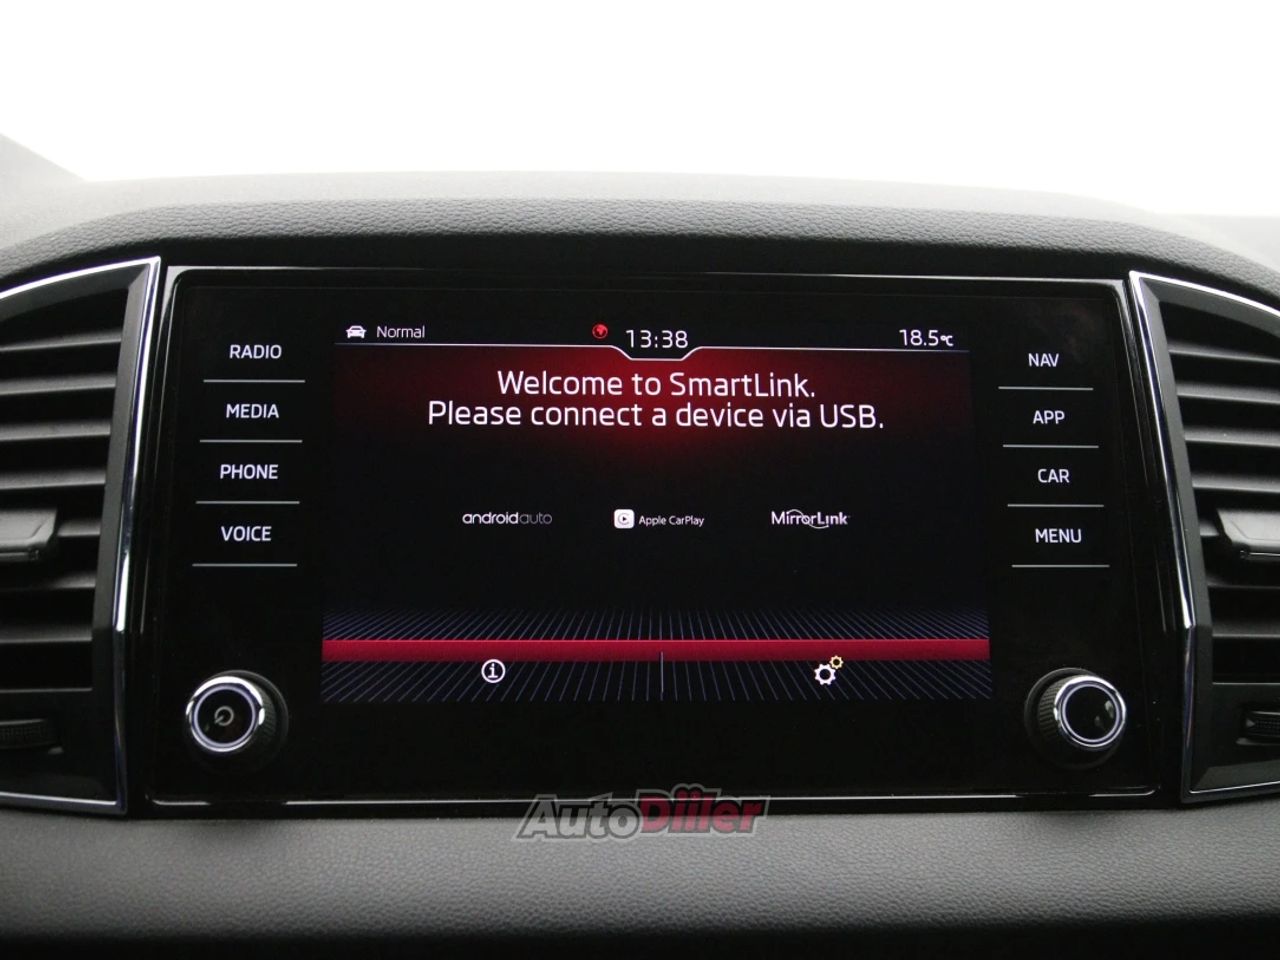 Normal
13:38
18.5°C
RADIO
MEDIA
PHONE
VOICE
Welcome to SmartLink.
Please connect a device via USB.
androidauto
Apple CarPlay
MirrorLink
NAV
APP
CAR
MENU
AutoDiller